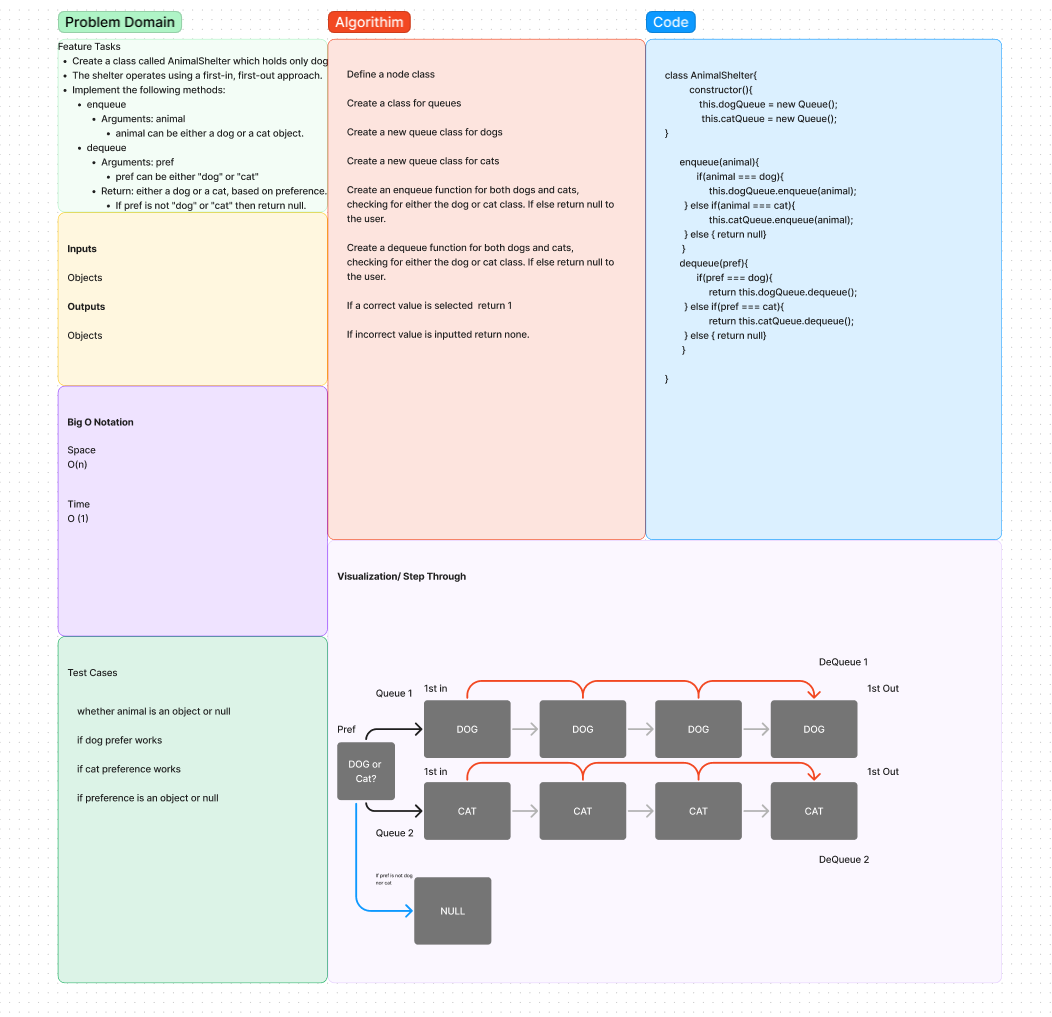 Problem Domain
Feature Tasks
Create a class called AnimalShelter which holds only dog
The shelter operates using a first-in, first-out approach.
Implement the following methods:
enqueue
Arguments: animal
animal can be either a dog or a cat object.
dequeue
Arguments: pref
pref can be either "dog" or "cat"
Return: either a dog or a cat, based on preference.
If pref is not "dog" or "cat" then return null.
Inputs
Objects
Outputs
Objects
Big O Notation
Space
O(n)
Time
O (1)
Test Cases
whether animal is an object or null
if dog prefer works
if cat preference works
if preference is an object or null
Algorithim
Define a node class
Create a class for queues
Create a new queue class for dogs
Create a new queue class for cats
Create an enqueue function for both dogs and cats,
checking for either the dog or cat class. If else return null to
the user.
Create a dequeue function for both dogs and cats,
checking for either the dog or cat class. If else return null to
the user.
If a correct value is selected  return 1
If incorrect value is inputted return none.
Code
class AnimalShelter{
constructor(){
this.dogQueue = new Queue();
this.catQueue = new Queue();
}
enqueue(animal){
if(animal === dog){
this.dogQueue.enqueue(animal);
} else if(animal === cat){
this.catQueue.enqueue(animal);
} else { return null}
}
dequeue(pref){
if(pref === dog){
return this.dogQueue.dequeue();
} else if(pref === cat){
return this.catQueue.dequeue();
} else { return null}
}
}
Visualization/ Step Through
DeQueue 1
Queue 1
1st in
1st Out
Pref
DOG
DOG
DOG
DOG
DOG or
Cat?
1st in
1st Out
CAT
CAT
CAT
CAT
Queue 2
DeQueue 2
If pref is not dog
nor cat
NULL